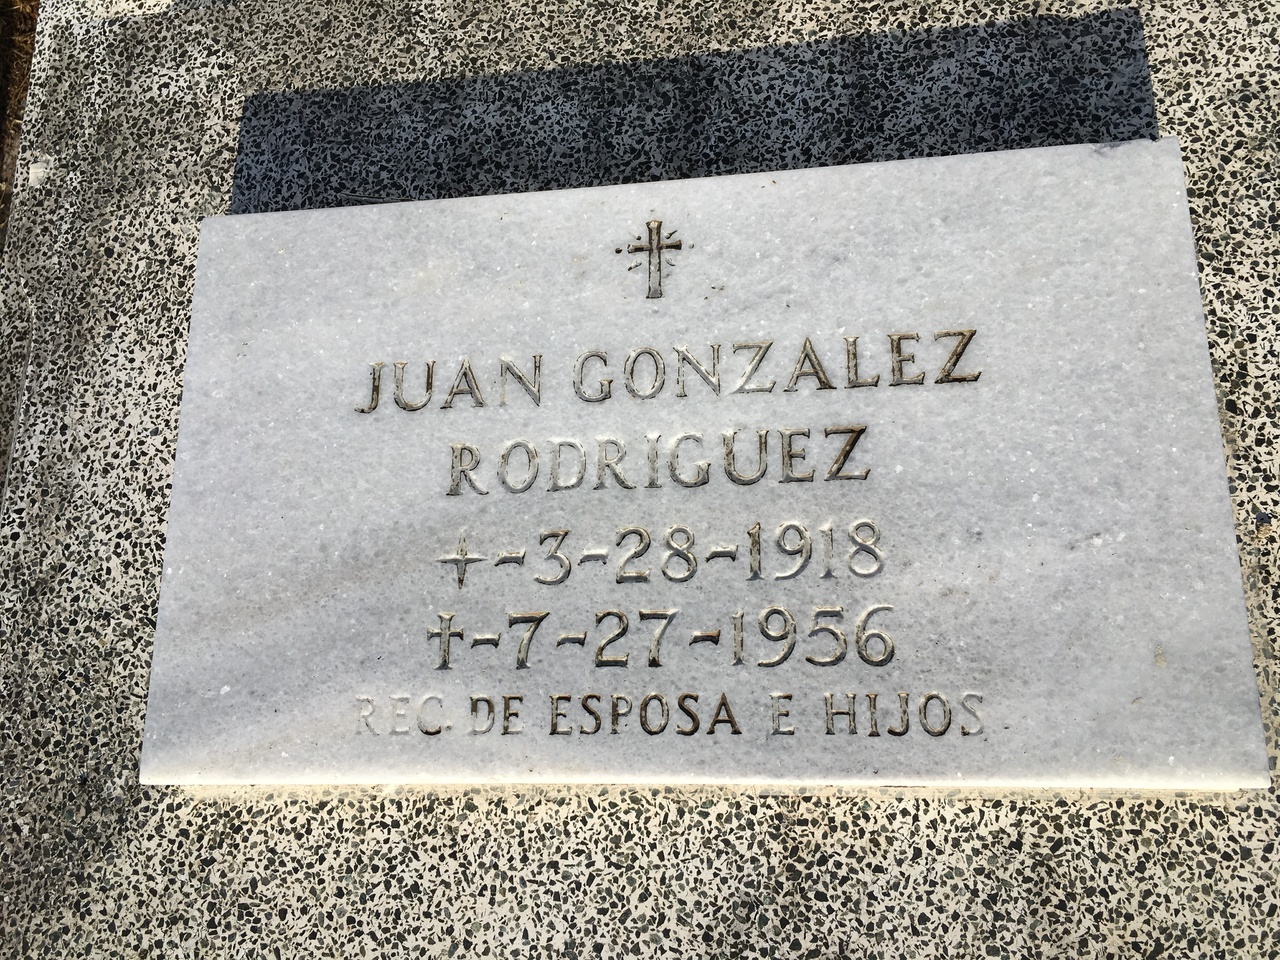 JUAN GONZALEZ
RODRIGUEZ
+-3-28-1918
†-7-27-1956
REC. DE ESPOSA E HIJOS